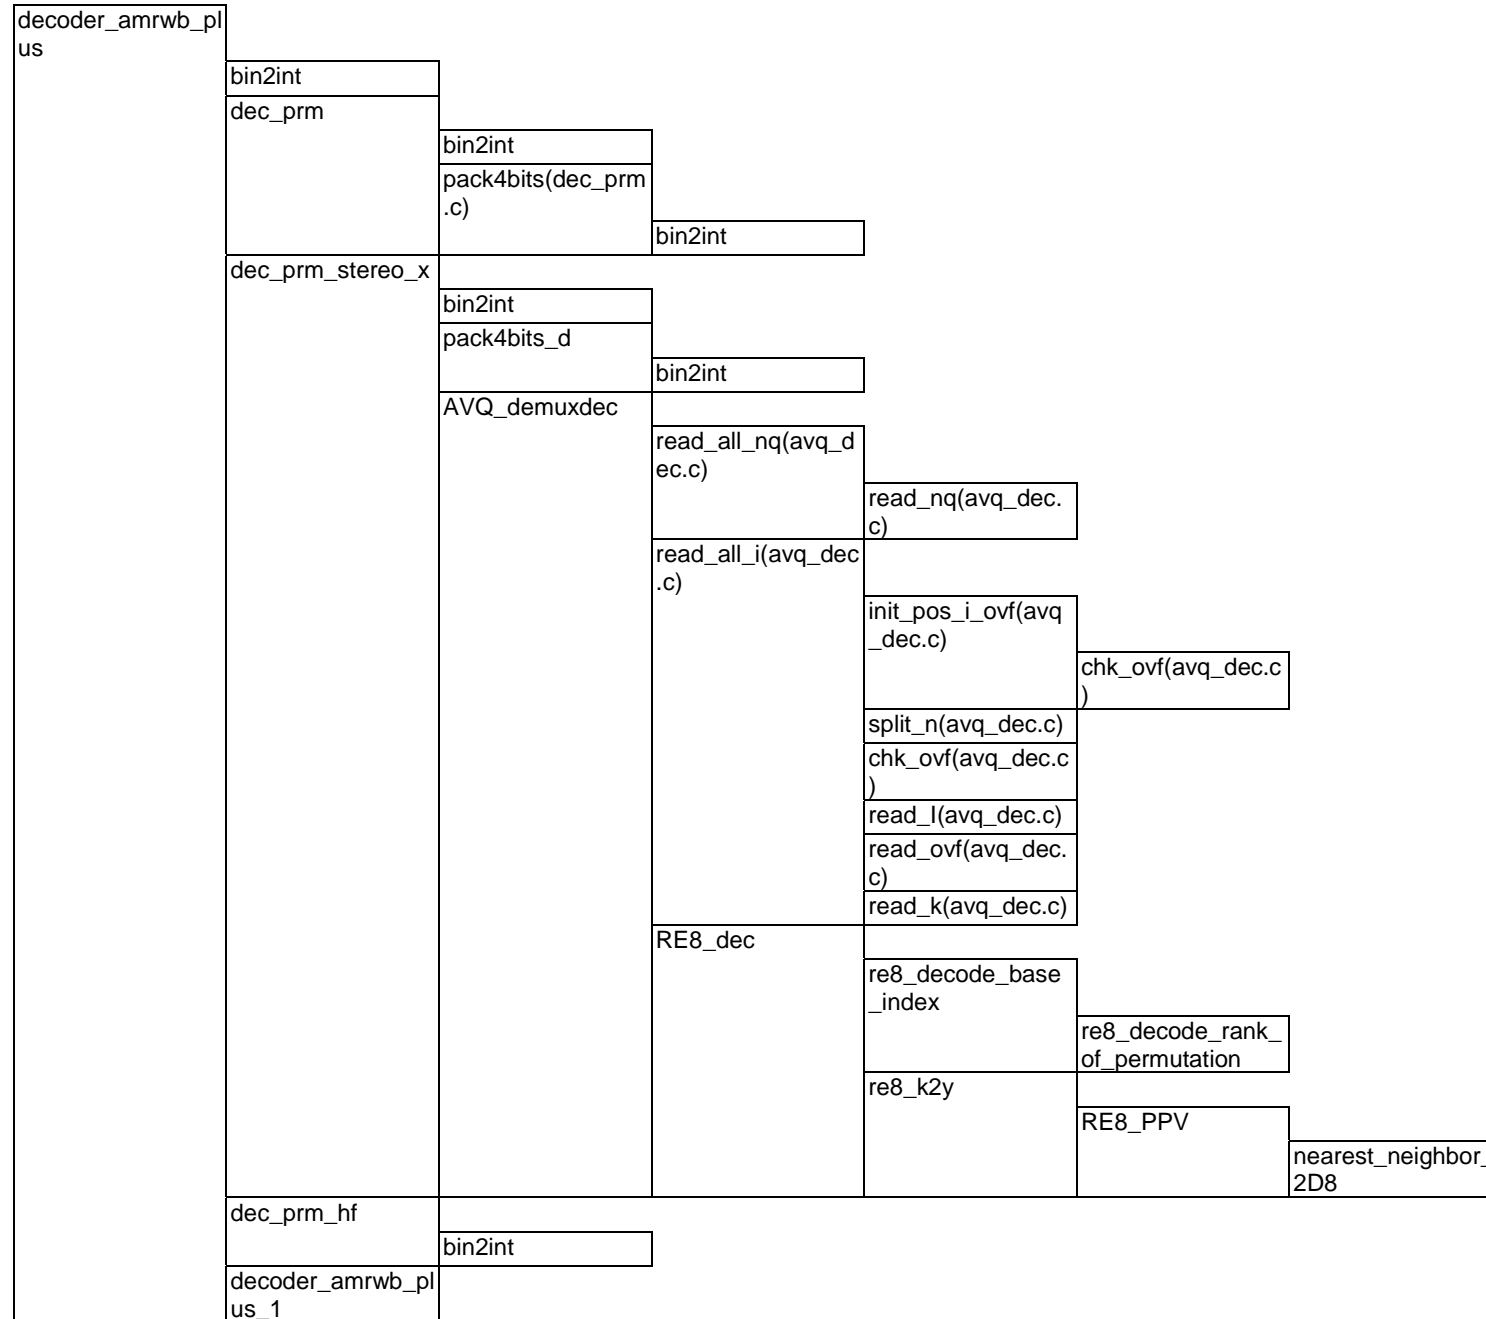 decoder_amrwb_pl
us
bin2int
dec_prm
bin2int
pack4bits(dec_prm
.c)
bin2int
dec_prm_stereo_x
bin2int
pack4bits_d
bin2int
AVQ_demuxdec
read_all_nq(avq_d
ec.c)
read_nq(avq_dec.
c)
read_all_i(avq_dec
.c)
init_pos_i_ovf(avq
_dec.c)
chk_ovf(avq_dec.c
)
split_n(avq_dec.c)
chk_ovf(avq_dec.c
)
read_I(avq_dec.c)
read_ovf(avq_dec.
c)
read_k(avq_dec.c)
RE8_dec
re8_decode_base
_index
re8_decode_rank_
of_permutation
re8_k2y
RE8_PPV
nearest_neighbor_
2D8
dec_prm_hf
bin2int
decoder_amrwb_pl
us_1